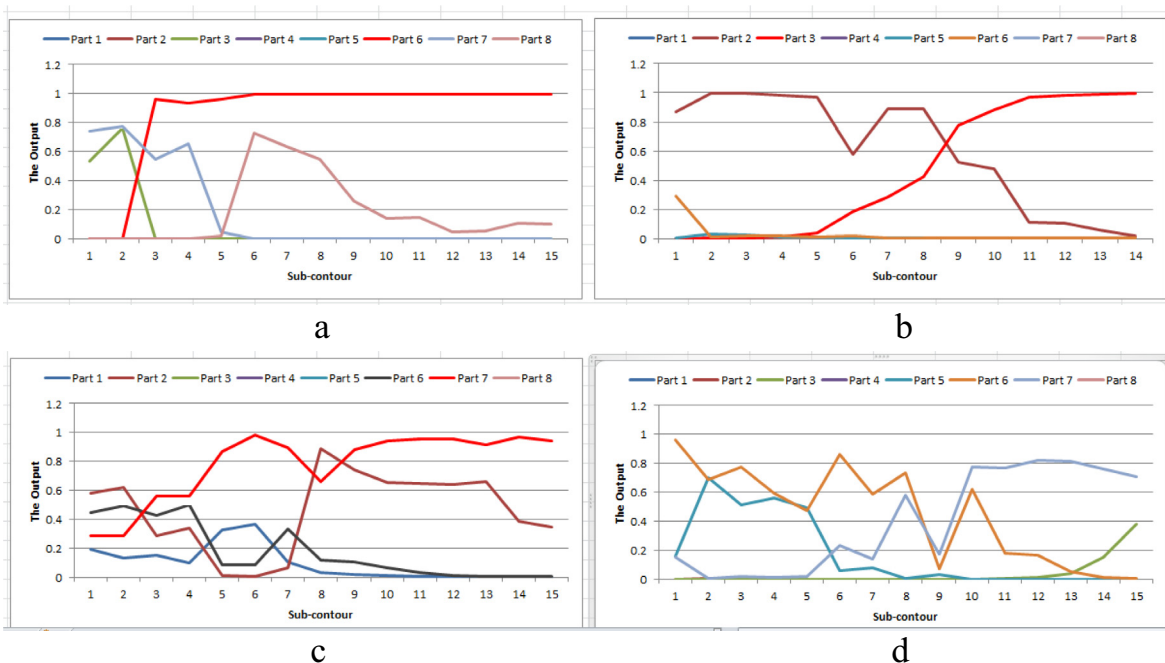 Part 1 Part 2 Part 3 Part 4 Part 5 Part 6 Part 7 Part 8
1.2
1
0.8
0.6
0.4
0.2
0
The Output
1 2 3 4 5 6 7 8 9 10 11 12 13 14 15
Sub-contour
a
Part 1 Part 2 Part 3 Part 4 Part 5 Part 6 Part 7 Part 8
1.2
1
0.8
0.6
0.4
0.2
0
The Output
1 2 3 4 5 6 7 8 9 10 11 12 13 14
Sub-contour
b
Part 1 Part 2 Part 3 Part 4 Part 5 Part 6 Part 7 Part 8
1.2
1
0.8
0.6
0.4
0.2
0
The Output
1 2 3 4 5 6 7 8 9 10 11 12 13 14 15
Sub-contour
c
Part 1 Part 2 Part 3 Part 4 Part 5 Part 6 Part 7 Part 8
1.2
1
0.8
0.6
0.4
0.2
0
The Output
1 2 3 4 5 6 7 8 9 10 11 12 13 14 15
Sub-contour
d